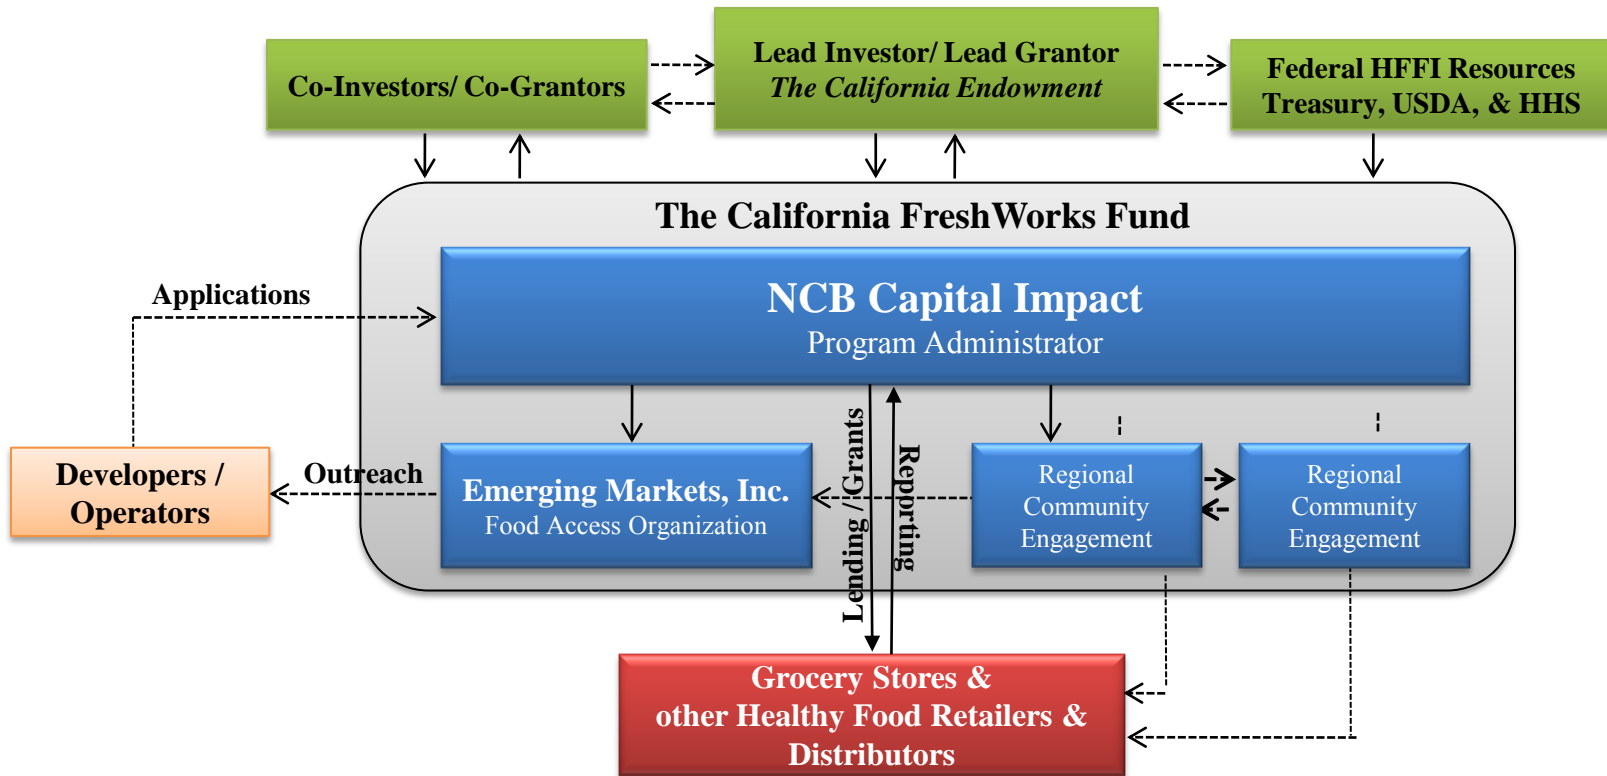 Co-Investors/ Co-Grantors
Lead Investor/ Lead Grantor
The California Endowment
Federal HFFI Resources
Treasury, USDA, & HHS
The California FreshWorks Fund
NCB Capital Impact
Program Administrator
Applications
Developers /
Operators
Outreach
Emerging Markets, Inc.
Food Access Organization
Lending / Grants
Reporting
Regional
Community
Engagement
Regional
Community
Engagement
Grocery Stores &
other Healthy Food Retailers &
Distributors